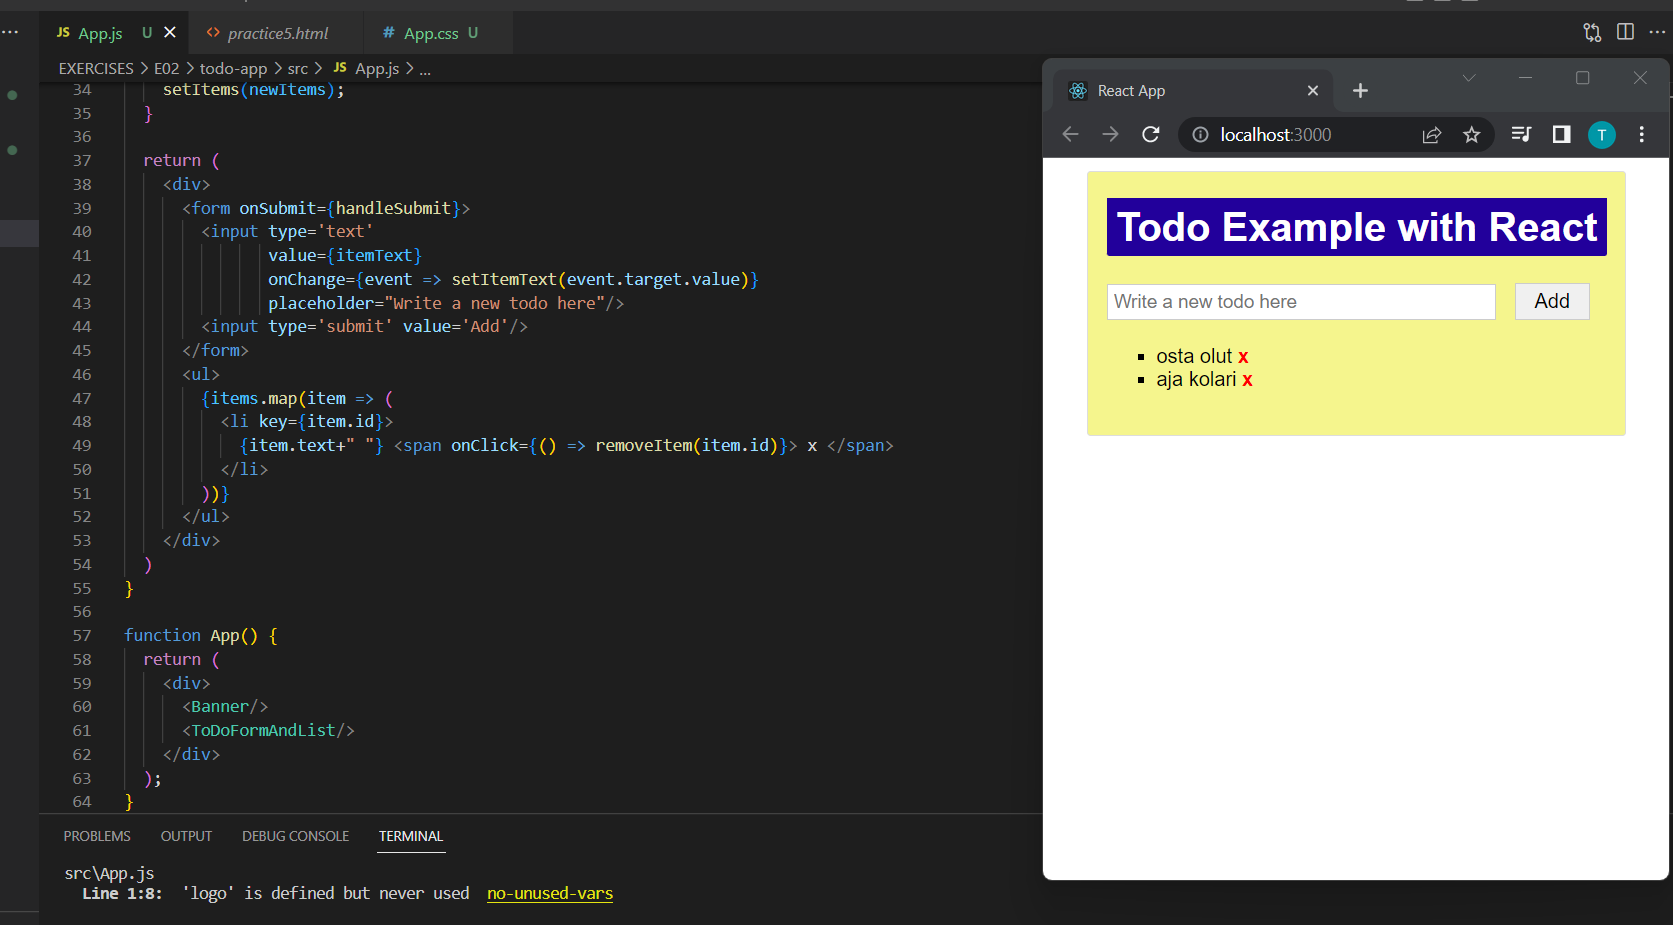 JS App.js U
<> practice5.html
# App.css U
EXERCISES > E02 > todo-app > src > JS App.js > ...
34 setItems(newItems);
35 }
36
37 return (
38 <div>
39 <form onSubmit={handleSubmit}>
40 <input type='text'
41 value={itemText}
42 onChange={event => setItemText(event.target.value)}
43 placeholder="Write a new todo here"/>
44 <input type='submit' value='Add'/>
45 </form>
46 <ul>
47 {items.map(item => (
48 <li key={item.id}>
49 {item.text+" "} <span onClick={() => removeItem(item.id)}> x </span>
50 </li>
51 ))}
52 </ul>
53 </div>
54 )
55 }
56
57 function App() {
58 return (
59 <div>
60 <Banner/>
61 <ToDoFormAndList/>
62 </div>
63 );
64 }
PROBLEMS OUTPUT DEBUG CONSOLE TERMINAL
src\App.js
Line 1:8: 'logo' is defined but never used no-unused-vars
React App
localhost:3000
T
Todo Example with React
Write a new todo here
Add
osta olut x
aja kolari x